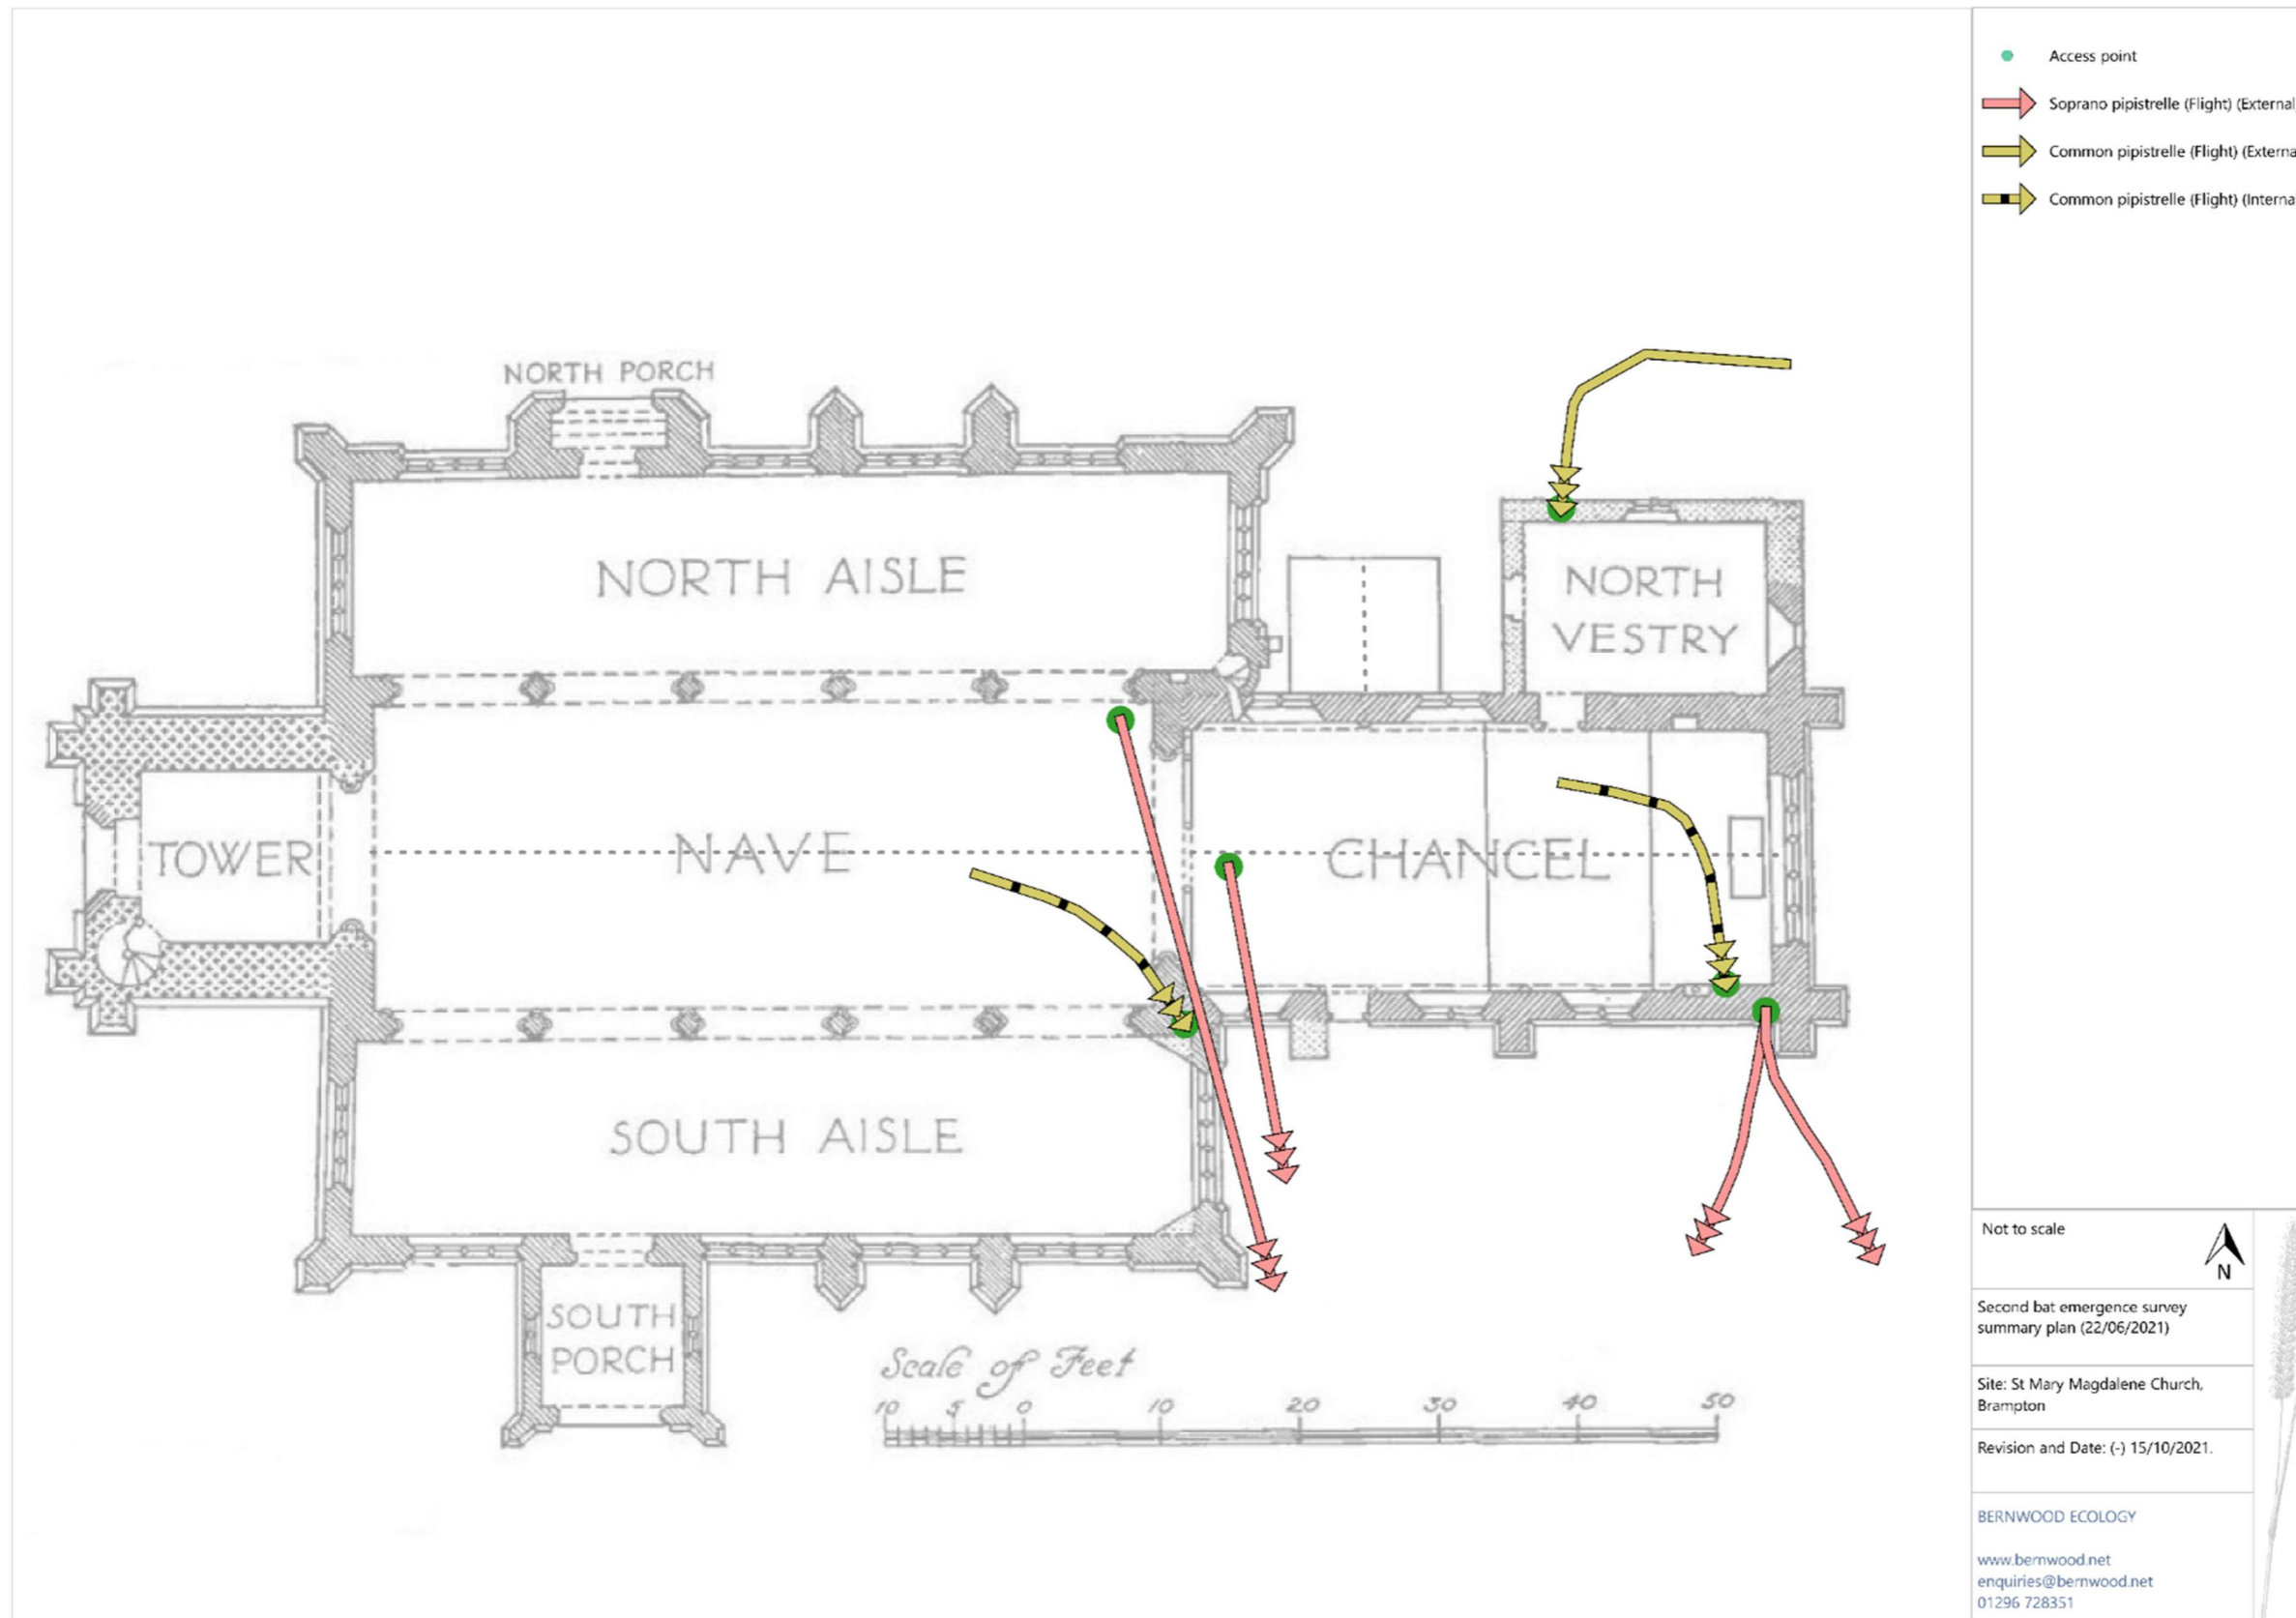 Access point
Soprano pipistrelle (Flight) (External
Common pipistrelle (Flight) (Externa
Common pipistrelle (Flight) (Interna
NORTH PORCH
NORTH AISLE
NORTH
VESTRY
TOWER
NAVE
CHANCEL
SOUTH AISLE
SOUTH
PORCH
Scale of Feet
10 5 0 10 20 30 40 50
Not to scale
N
Second bat emergence survey
summary plan (22/06/2021)
Site: St Mary Magdalene Church,
Brampton
Revision and Date: (-) 15/10/2021.
BERNWOOD ECOLOGY
www.bernwood.net
enquiries@bernwood.net
01296 728351